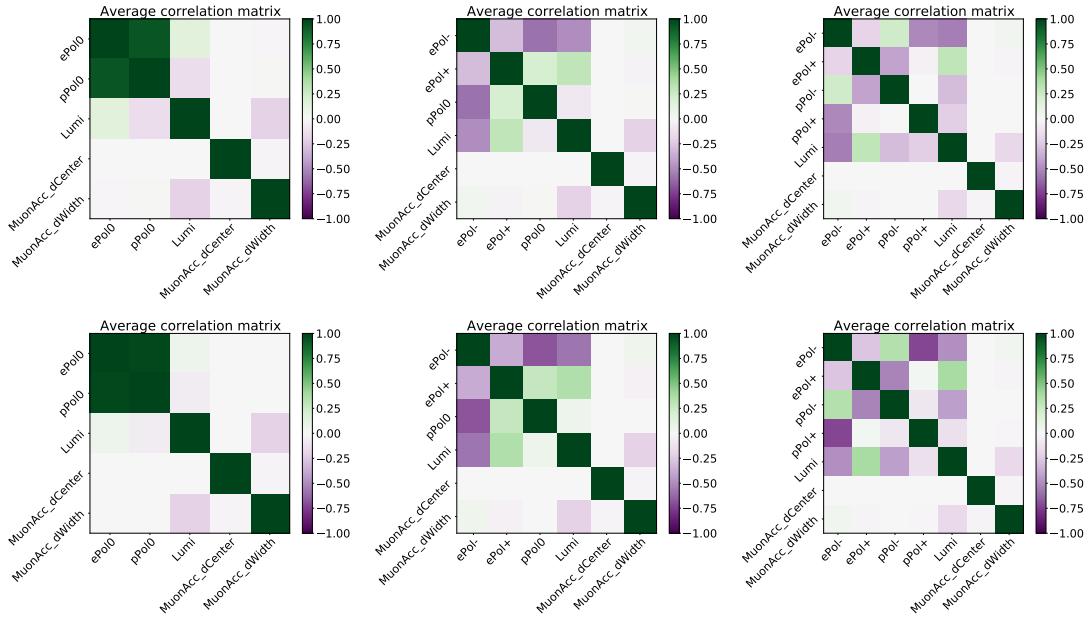 Average correlation matrix
ePol0
pPol0
Lumi
MuonAcc_dCenter
MuonAcc_dWidth
ePol0
pPol0
Lumi
MuonAcc_dCenter
MuonAcc_dWidth
1.00
0.75
0.50
0.25
0.00
−0.25
−0.50
−0.75
−1.00
Average correlation matrix
ePol-
ePol+
pPol0
Lumi
MuonAcc_dCenter
MuonAcc_dWidth
ePol-
ePol+
pPol0
Lumi
MuonAcc_dCenter
MuonAcc_dWidth
1.00
0.75
0.50
0.25
0.00
−0.25
−0.50
−0.75
−1.00
Average correlation matrix
ePol-
ePol+
pPol-
pPol+
Lumi
MuonAcc_dCenter
MuonAcc_dWidth
ePol-
ePol+
pPol-
pPol+
Lumi
MuonAcc_dCenter
MuonAcc_dWidth
1.00
0.75
0.50
0.25
0.00
−0.25
−0.50
−0.75
−1.00
Average correlation matrix
ePol0
pPol0
Lumi
MuonAcc_dCenter
MuonAcc_dWidth
ePol0
pPol0
Lumi
MuonAcc_dCenter
MuonAcc_dWidth
1.00
0.75
0.50
0.25
0.00
−0.25
−0.50
−0.75
−1.00
Average correlation matrix
ePol-
ePol+
pPol0
Lumi
MuonAcc_dCenter
MuonAcc_dWidth
ePol-
ePol+
pPol0
Lumi
MuonAcc_dCenter
MuonAcc_dWidth
1.00
0.75
0.50
0.25
0.00
−0.25
−0.50
−0.75
−1.00
Average correlation matrix
ePol-
ePol+
pPol-
pPol+
Lumi
MuonAcc_dCenter
MuonAcc_dWidth
ePol-
ePol+
pPol-
pPol+
Lumi
MuonAcc_dCenter
MuonAcc_dWidth
1.00
0.75
0.50
0.25
0.00
−0.25
−0.50
−0.75
−1.00